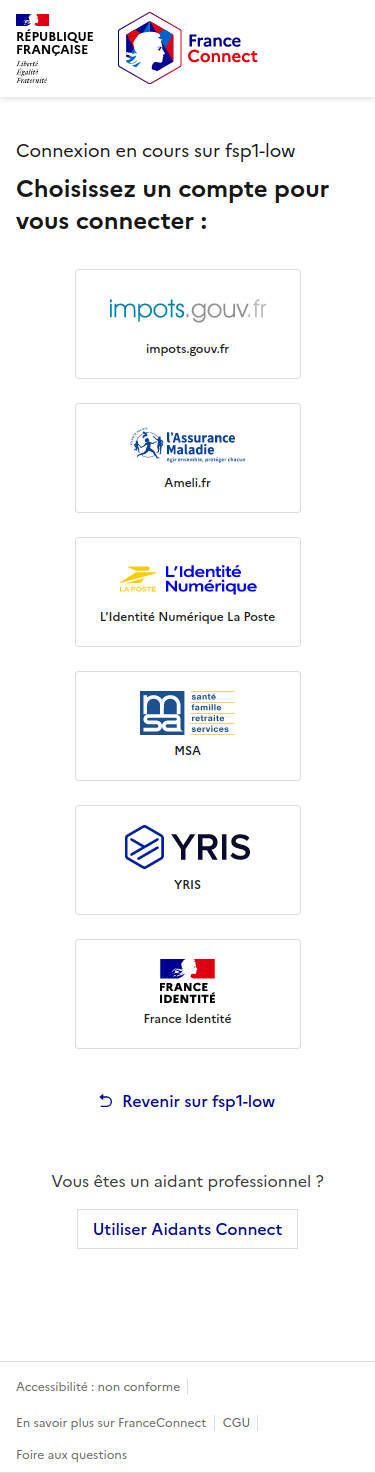 RÉPUBLIQUE
FRANÇAISE
Liberté
Égalité
Fraternité
France
Connect
Connexion en cours sur fsp1-low
Choisissez un compte pour
vous connecter :
impots.gouv.fr
impots.gouv.fr
l'Assurance
Maladie
Agir ensemble, protéger chacun
Ameli.fr
LA POSTE
L'Identité
Numérique
L'Identité Numérique La Poste
msa
santé
famille
retraite
services
MSA
YRIS
YRIS
FRANCE
IDENTITÉ
France Identité
Revenir sur fsp1-low
Vous êtes un aidant professionnel ?
Utiliser Aidants Connect
Accessibilité : non conforme
En savoir plus sur FranceConnect
CGU
Foire aux questions